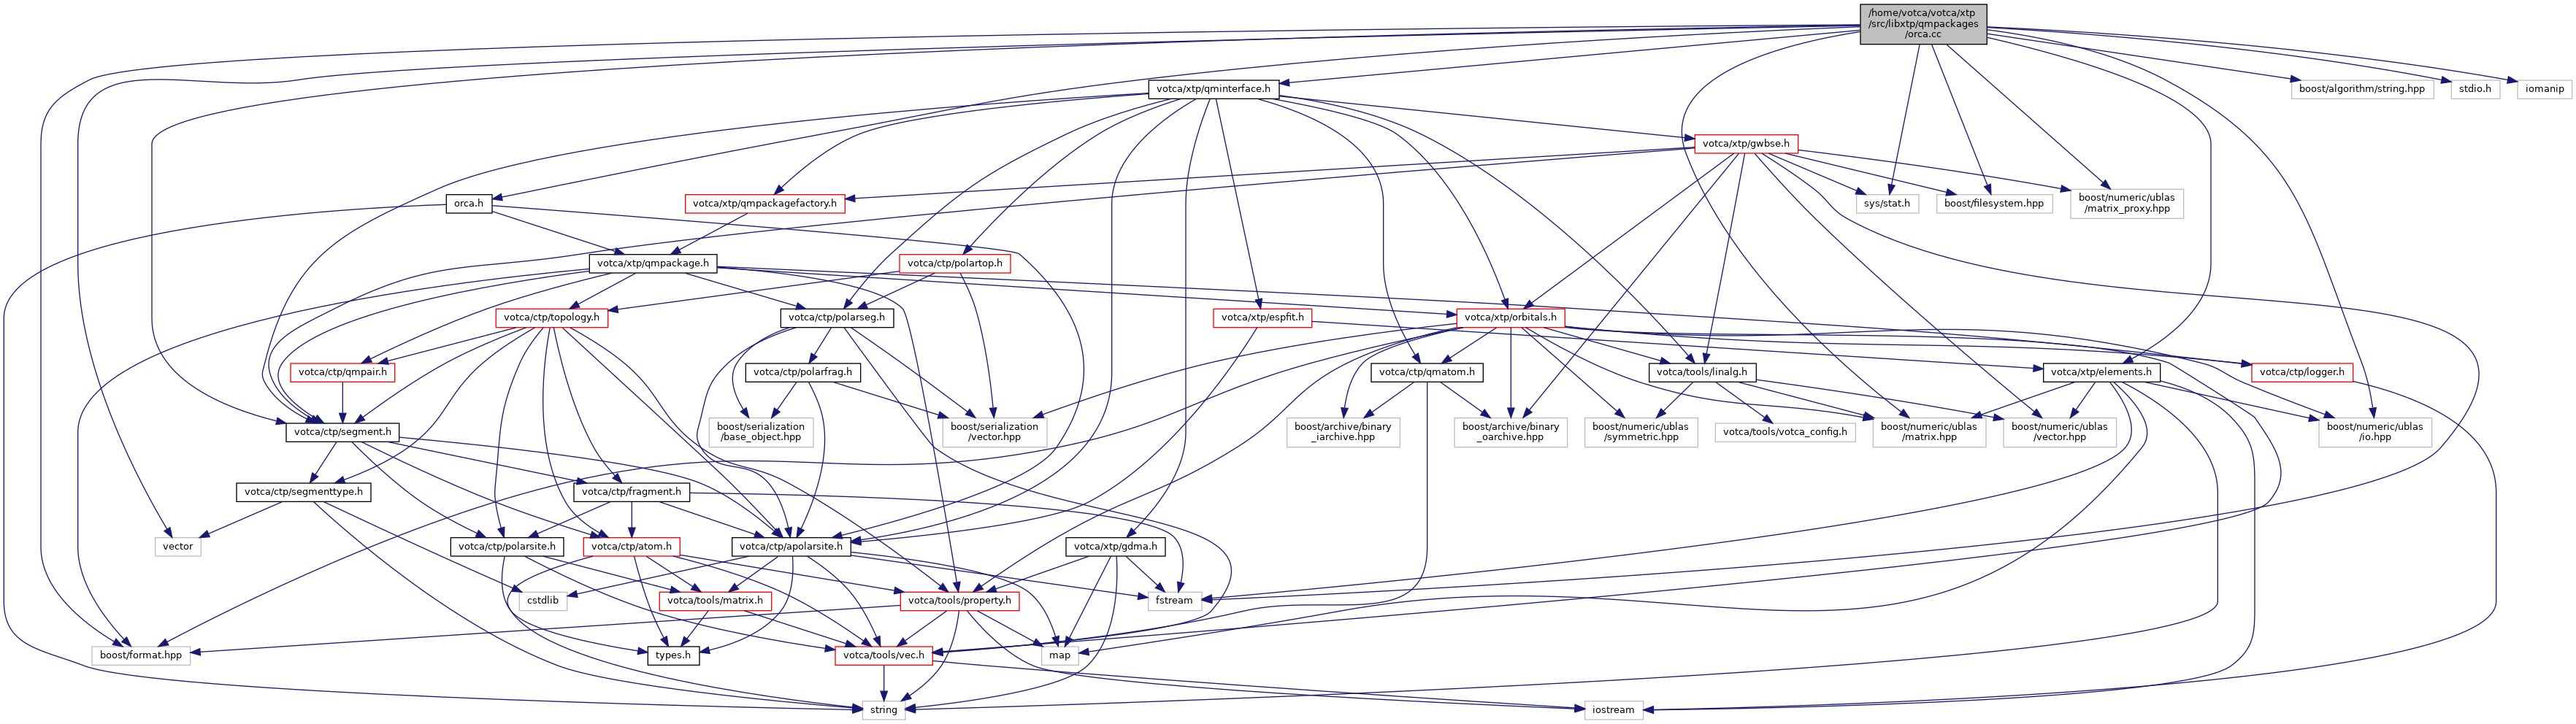 /home/votca/votca/xtp
/src/libxtp/qmpackages
/orca.cc
votca/xtp/qminterface.h
boost/algorithm/string.hpp
stdio.h
iomanip
votca/xtp/gwbse.h
orca.h
votca/xtp/qmpackagefactory.h
sys/stat.h
boost/filesystem.hpp
boost/numeric/ublas
/matrix_proxy.hpp
votca/xtp/qmpackage.h
votca/ctp/polartop.h
votca/ctp/topology.h
votca/ctp/polarseg.h
votca/xtp/espfit.h
votca/xtp/orbitals.h
votca/ctp/qmpair.h
votca/ctp/polarfrag.h
votca/ctp/qmatom.h
votca/tools/linalg.h
votca/xtp/elements.h
votca/ctp/logger.h
votca/ctp/segment.h
boost/serialization
/base_object.hpp
boost/serialization
/vector.hpp
boost/archive/binary
_iarchive.hpp
boost/archive/binary
_oarchive.hpp
boost/numeric/ublas
/symmetric.hpp
votca/tools/votca_config.h
boost/numeric/ublas
/matrix.hpp
boost/numeric/ublas
/vector.hpp
boost/numeric/ublas
/io.hpp
votca/ctp/segmenttype.h
votca/ctp/fragment.h
vector
votca/ctp/polarsite.h
votca/ctp/atom.h
votca/ctp/apolarsite.h
votca/xtp/gdma.h
cstdlib
votca/tools/matrix.h
votca/tools/property.h
fstream
boost/format.hpp
types.h
votca/tools/vec.h
map
string
iostream